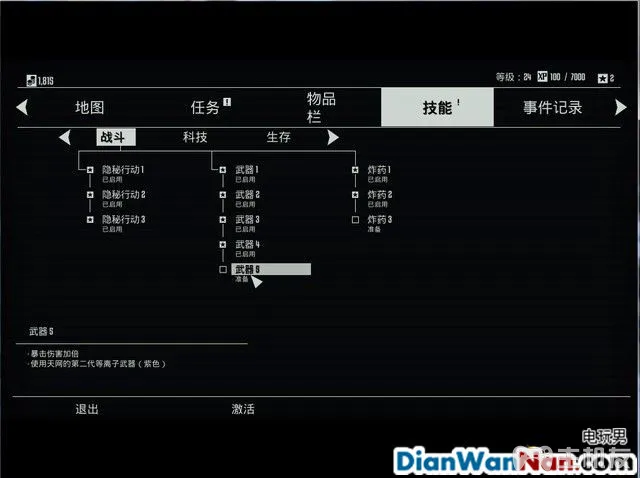 1,815
等级：24 XP 100 / 7000 2
地图 任务 ! 物品栏 技能 ! 事件记录
战斗 科技 生存
隐秘行动1 武器1 炸药1
已启用 已启用 已启用
隐秘行动2 武器2 炸药2
已启用 已启用 已启用
隐秘行动3 武器3 炸药3
已启用 已启用 准备
武器4
已启用
武器5
准备
武器5
·暴击伤害加倍
·使用天网的第二代等离子武器（紫色）
退出 激活
电玩男
DianWanNan.com